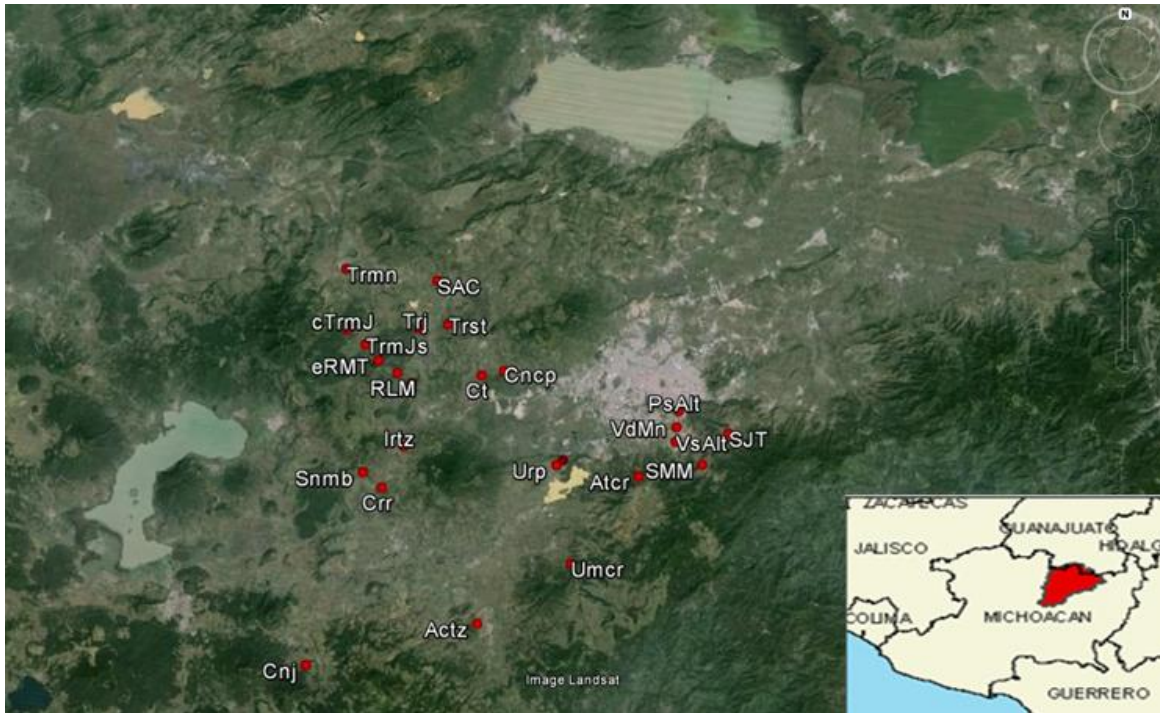 N
Trmn
SAC
cTrmJ
Trj
Trst
TrmJs
eRMT
RLM
Ct
Cncp
PsAlt
VdMn
VsAlt
SJT
Irtz
Snmb
Crr
Urp
Atcr
SMM
Umcr
Actz
Cnj
Image Landsat
ZACATECAS
GUANAJUATO
HIDALG
JALISCO
COLIMA
MICHOACAN
GUERRERO